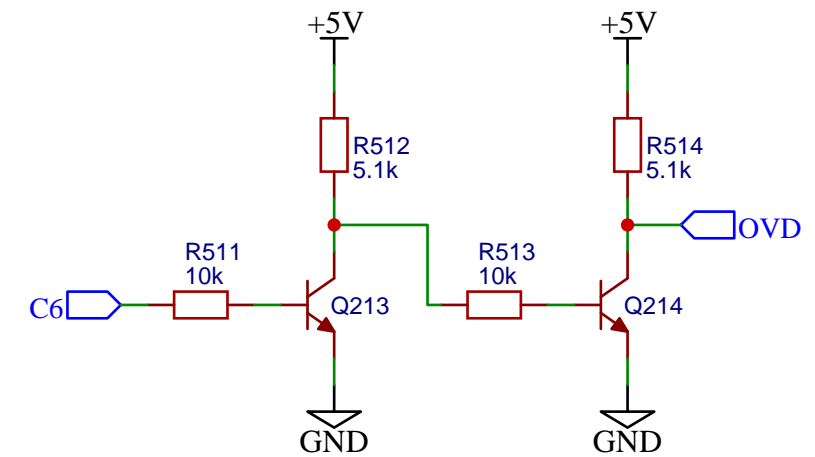 +5V
+5V
R512
5.1k
R514
5.1k
OVD
R511
10k
R513
10k
C6
Q213
Q214
GND
GND